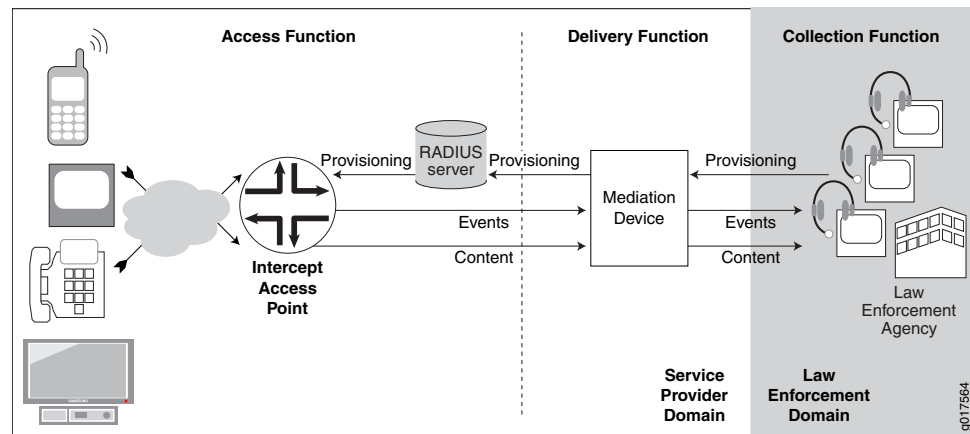 Access Function
Delivery Function
Collection Function
Provisioning
RADIUS
server
Provisioning
Provisioning
Mediation
Device
Events
Events
Content
Content
Intercept
Access
Point
Law
Enforcement
Agency
SAMSUNG
Service
Provider
Domain
Law
Enforcement
Domain
g017564